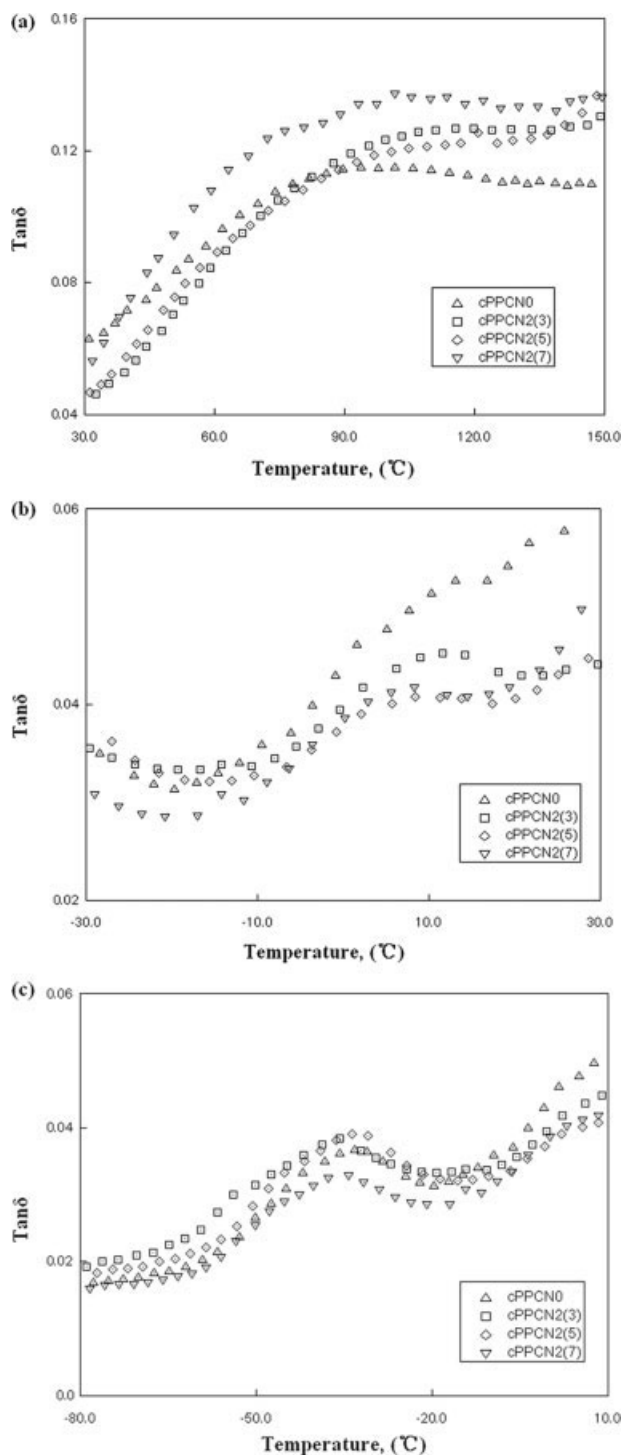 (a)
0.16
0.12
0.08
0.04
Tanδ
cPPCN0
cPPCN2(3)
cPPCN2(5)
cPPCN2(7)
30.0 60.0 90.0 120.0 150.0
Temperature, (℃)
(b)
0.06
0.04
0.02
Tanδ
cPPCN0
cPPCN2(3)
cPPCN2(5)
cPPCN2(7)
-30.0 -10.0 10.0 30.0
Temperature, (℃)
(c)
0.06
0.04
0.02
0.0
Tanδ
cPPCN0
cPPCN2(3)
cPPCN2(5)
cPPCN2(7)
-80.0 -50.0 -20.0 10.0
Temperature, (℃)